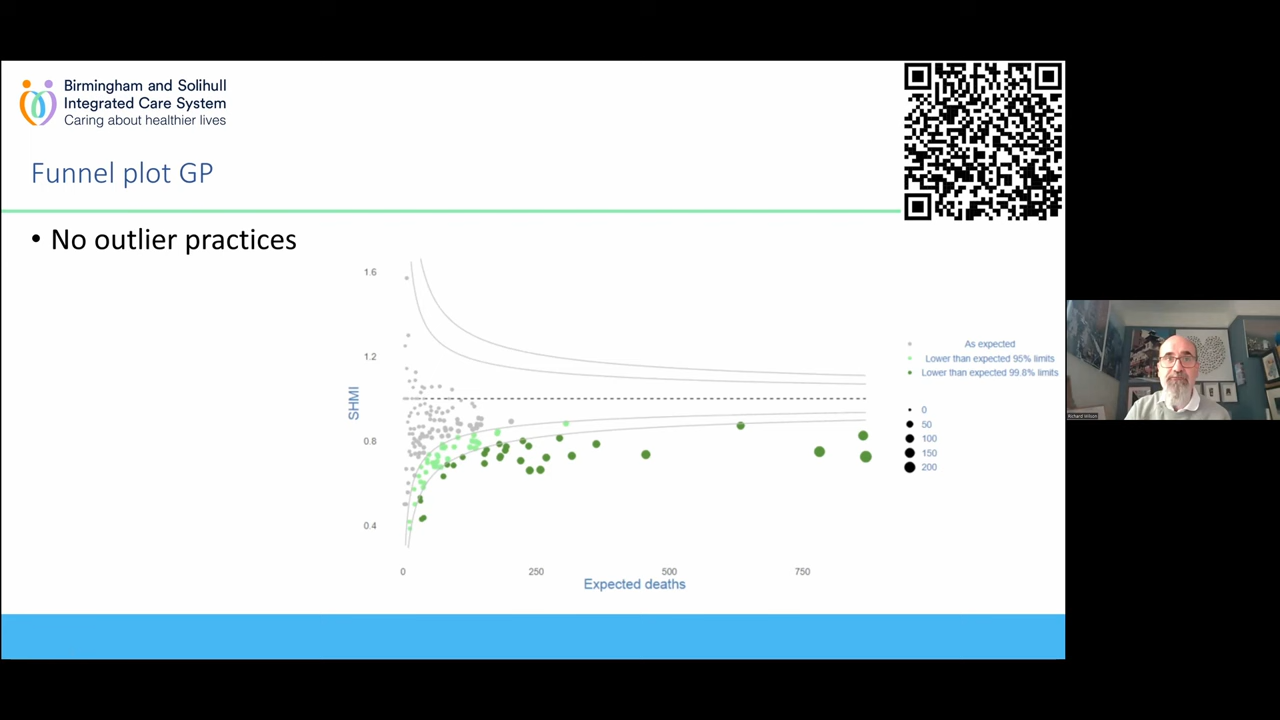 Birmingham and Solihull
Integrated Care System
Caring about healthier lives
Funnel plot GP
• No outlier practices
1.6
1.2
0.8
0.4
SHMI
0
250
500
750
Expected deaths
As expected
Lower than expected 95% limits
Lower than expected 99.8% limits
0
50
100
150
200
Richard Wilson